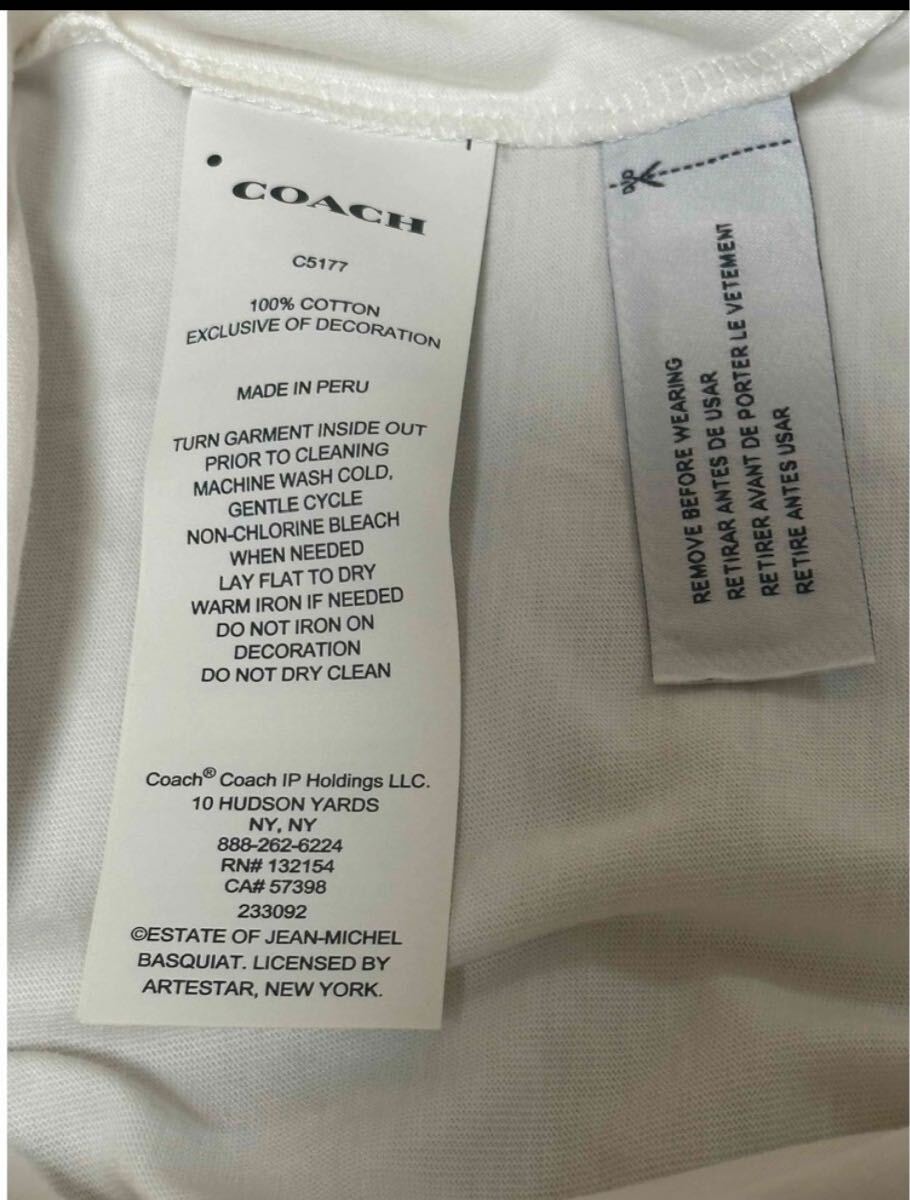 COACH
C5177
100% COTTON
EXCLUSIVE OF DECORATION
MADE IN PERU
TURN GARMENT INSIDE OUT
PRIOR TO CLEANING
MACHINE WASH COLD,
GENTLE CYCLE
NON-CHLORINE BLEACH
WHEN NEEDED
LAY FLAT TO DRY
WARM IRON IF NEEDED
DO NOT IRON ON
DECORATION
DO NOT DRY CLEAN
Coach® Coach IP Holdings LLC.
10 HUDSON YARDS
NY, NY
888-262-6224
RN# 132154
CA# 57398
233092
©ESTATE OF JEAN-MICHEL
BASQUIAT. LICENSED BY
ARTESTAR, NEW YORK.
REMOVE BEFORE WEARING
RETIRAR ANTES DE USAR
RETIRER AVANT DE PORTER LE VETEMENT
RETIRE ANTES USAR